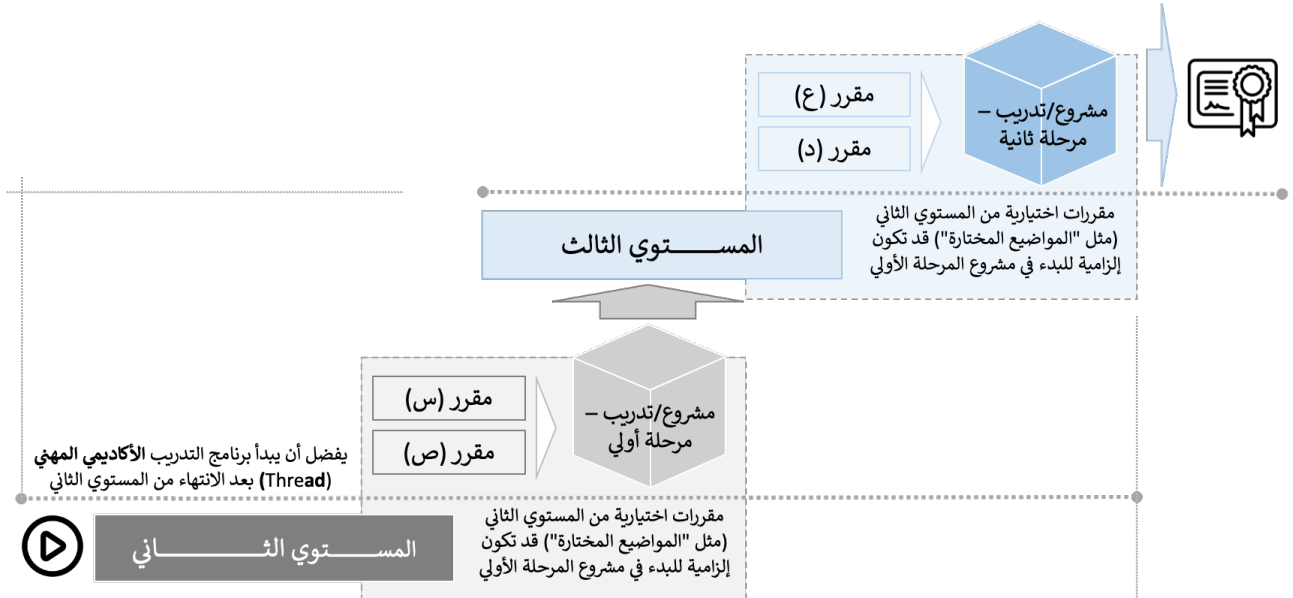 مقرر (ع)
مقرر (د)
مشروع/تدريب –
مرحلة ثانية
مقررات اختيارية من المستوي الثاني
(مثل "المواضيع المختارة") قد تكون
إلزامية للبدء في مشروع المرحلة الأولي
المســـــــتوي الثالث
مقرر (س)
مقرر (ص)
مشروع/تدريب –
مرحلة أولي
يفضل أن يبدأ برنامج التدريب الأكاديمي المهني
(Thread) بعد الانتهاء من المستوي الثاني
مقررات اختيارية من المستوي الثاني
(مثل "المواضيع المختارة") قد تكون
إلزامية للبدء في مشروع المرحلة الأولي
المســـــتوي الثـــــــــــــاني